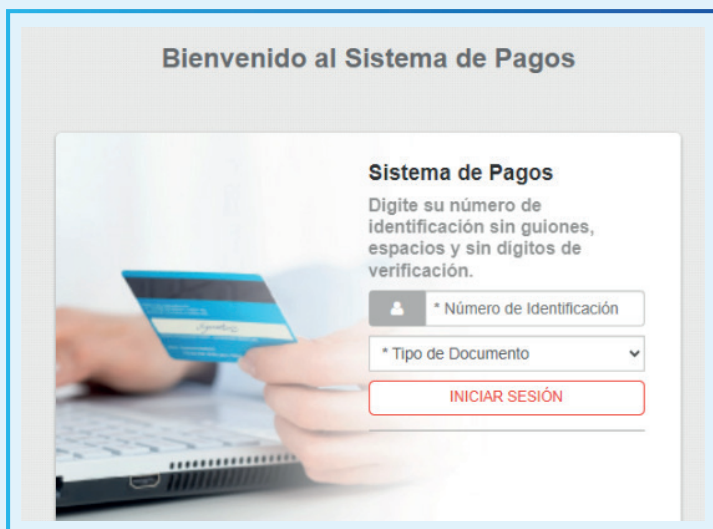 Bienvenido al Sistema de Pagos
Sistema de Pagos
Digite su número de
identificación sin guiones,
espacios y sin dígitos de
verificación.
* Número de Identificación
* Tipo de Documento
INICIAR SESIÓN